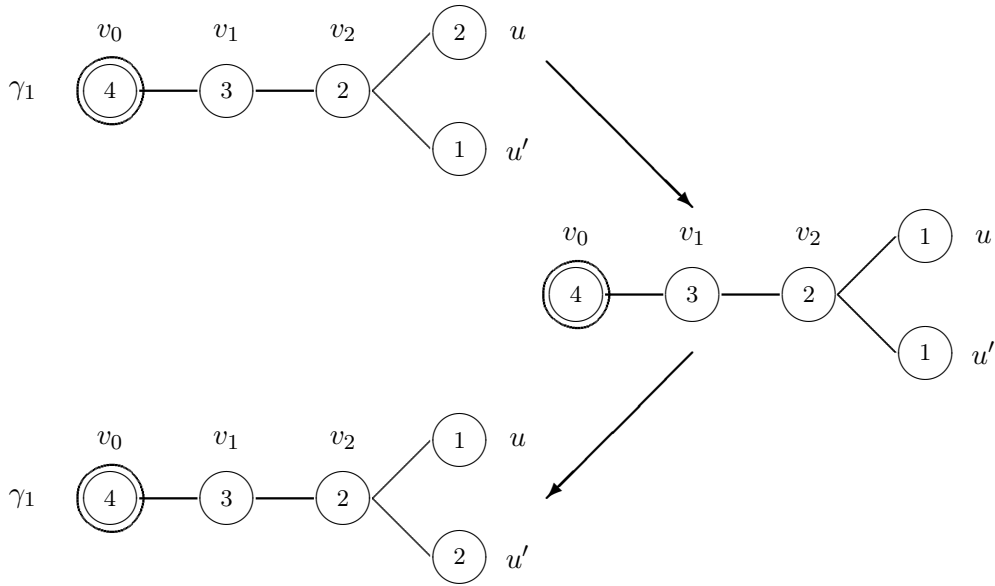 v₀ v₁ v₂ 2 u
γ₁ 4 3 2
1 u′
v₀ v₁ v₂ 1 u
4 3 2
1 u′
v₀ v₁ v₂ 1 u
γ₁ 4 3 2
2 u′